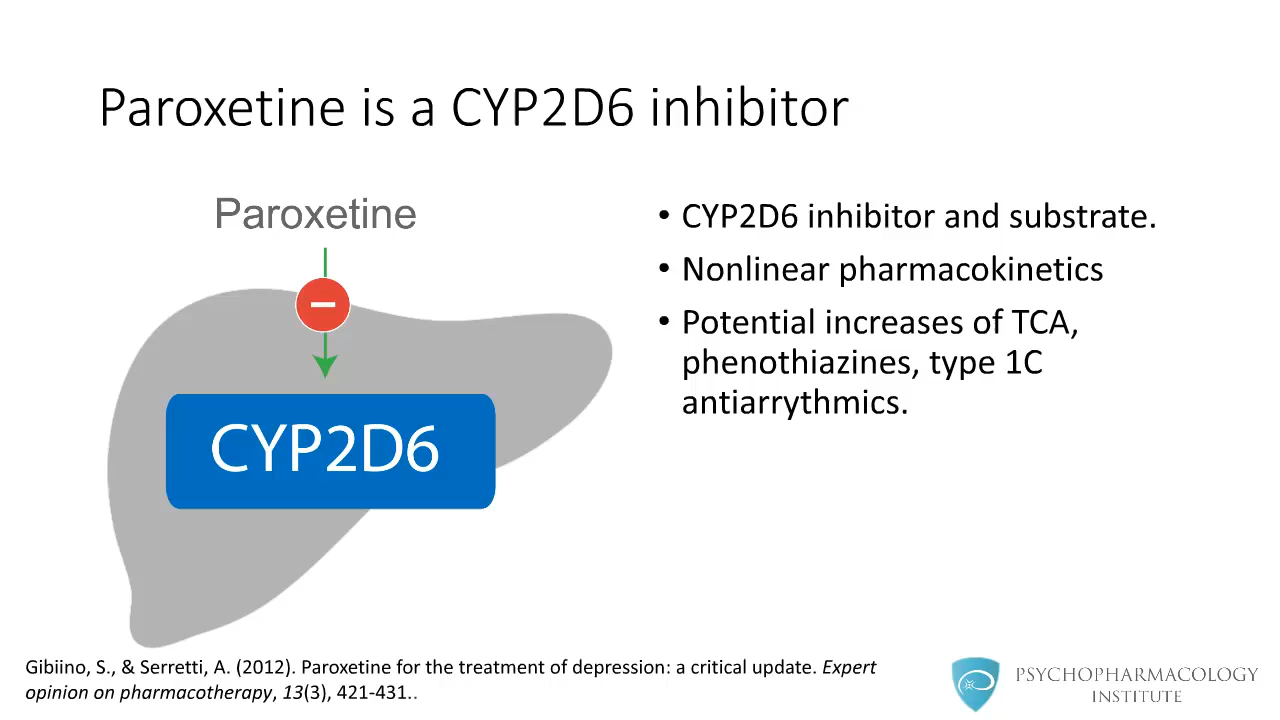 Paroxetine is a CYP2D6 inhibitor
Paroxetine
CYP2D6
• CYP2D6 inhibitor and substrate.
• Nonlinear pharmacokinetics
• Potential increases of TCA,
phenothiazines, type 1C
antiarrythmics.
Gibiino, S., & Serretti, A. (2012). Paroxetine for the treatment of depression: a critical update. Expert
opinion on pharmacotherapy, 13(3), 421-431..
PSYCHOPHARMACOLOGY
INSTITUTE